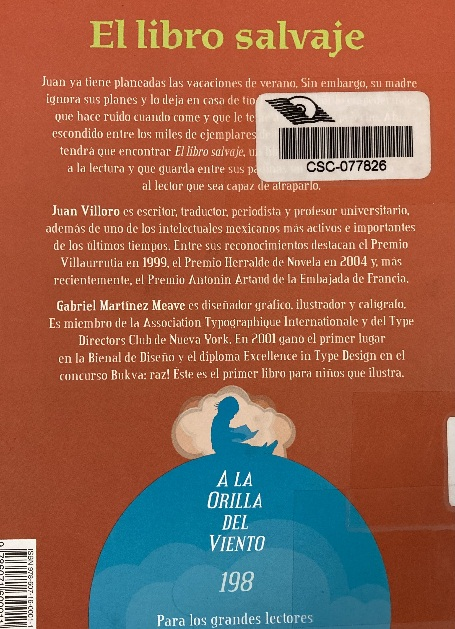 El libro salvaje
Juan ya tiene planeadas las vacaciones de verano. Sin embargo, su madre
ignora sus planes y lo deja en casa de tío
que hace ruido cuando come y que le te
escondido entre los miles de ejemplares
tendrá que encontrar El libro salvaje, un
a la lectura y que guarda entre sus
al lector que sea capaz de atraparlo.
CSC-077826
Juan Villoro es escritor, traductor, periodista y profesor universitario,
además de uno de los intelectuales mexicanos más activos e importantes
de los últimos tiempos. Entre sus reconocimientos destacan el Premio
Villaurrutia en 1999, el Premio Herralde de Novela en 2004 y, más
recientemente, el Premio Antonin Artaud de la Embajada de Francia.
Gabriel Martínez Meave es diseñador gráfico, ilustrador y calígrafo.
Es miembro de la Association Typographique Internationale y del Type
Directors Club de Nueva York. En 2001 ganó el primer lugar
en la Bienal de Diseño y el diploma Excellence in Type Design en el
concurso Bukva: raz! Éste es el primer libro para niños que ilustra.
A LA
ORILLA
DEL
VIENTO
198
Para los grandes lectores